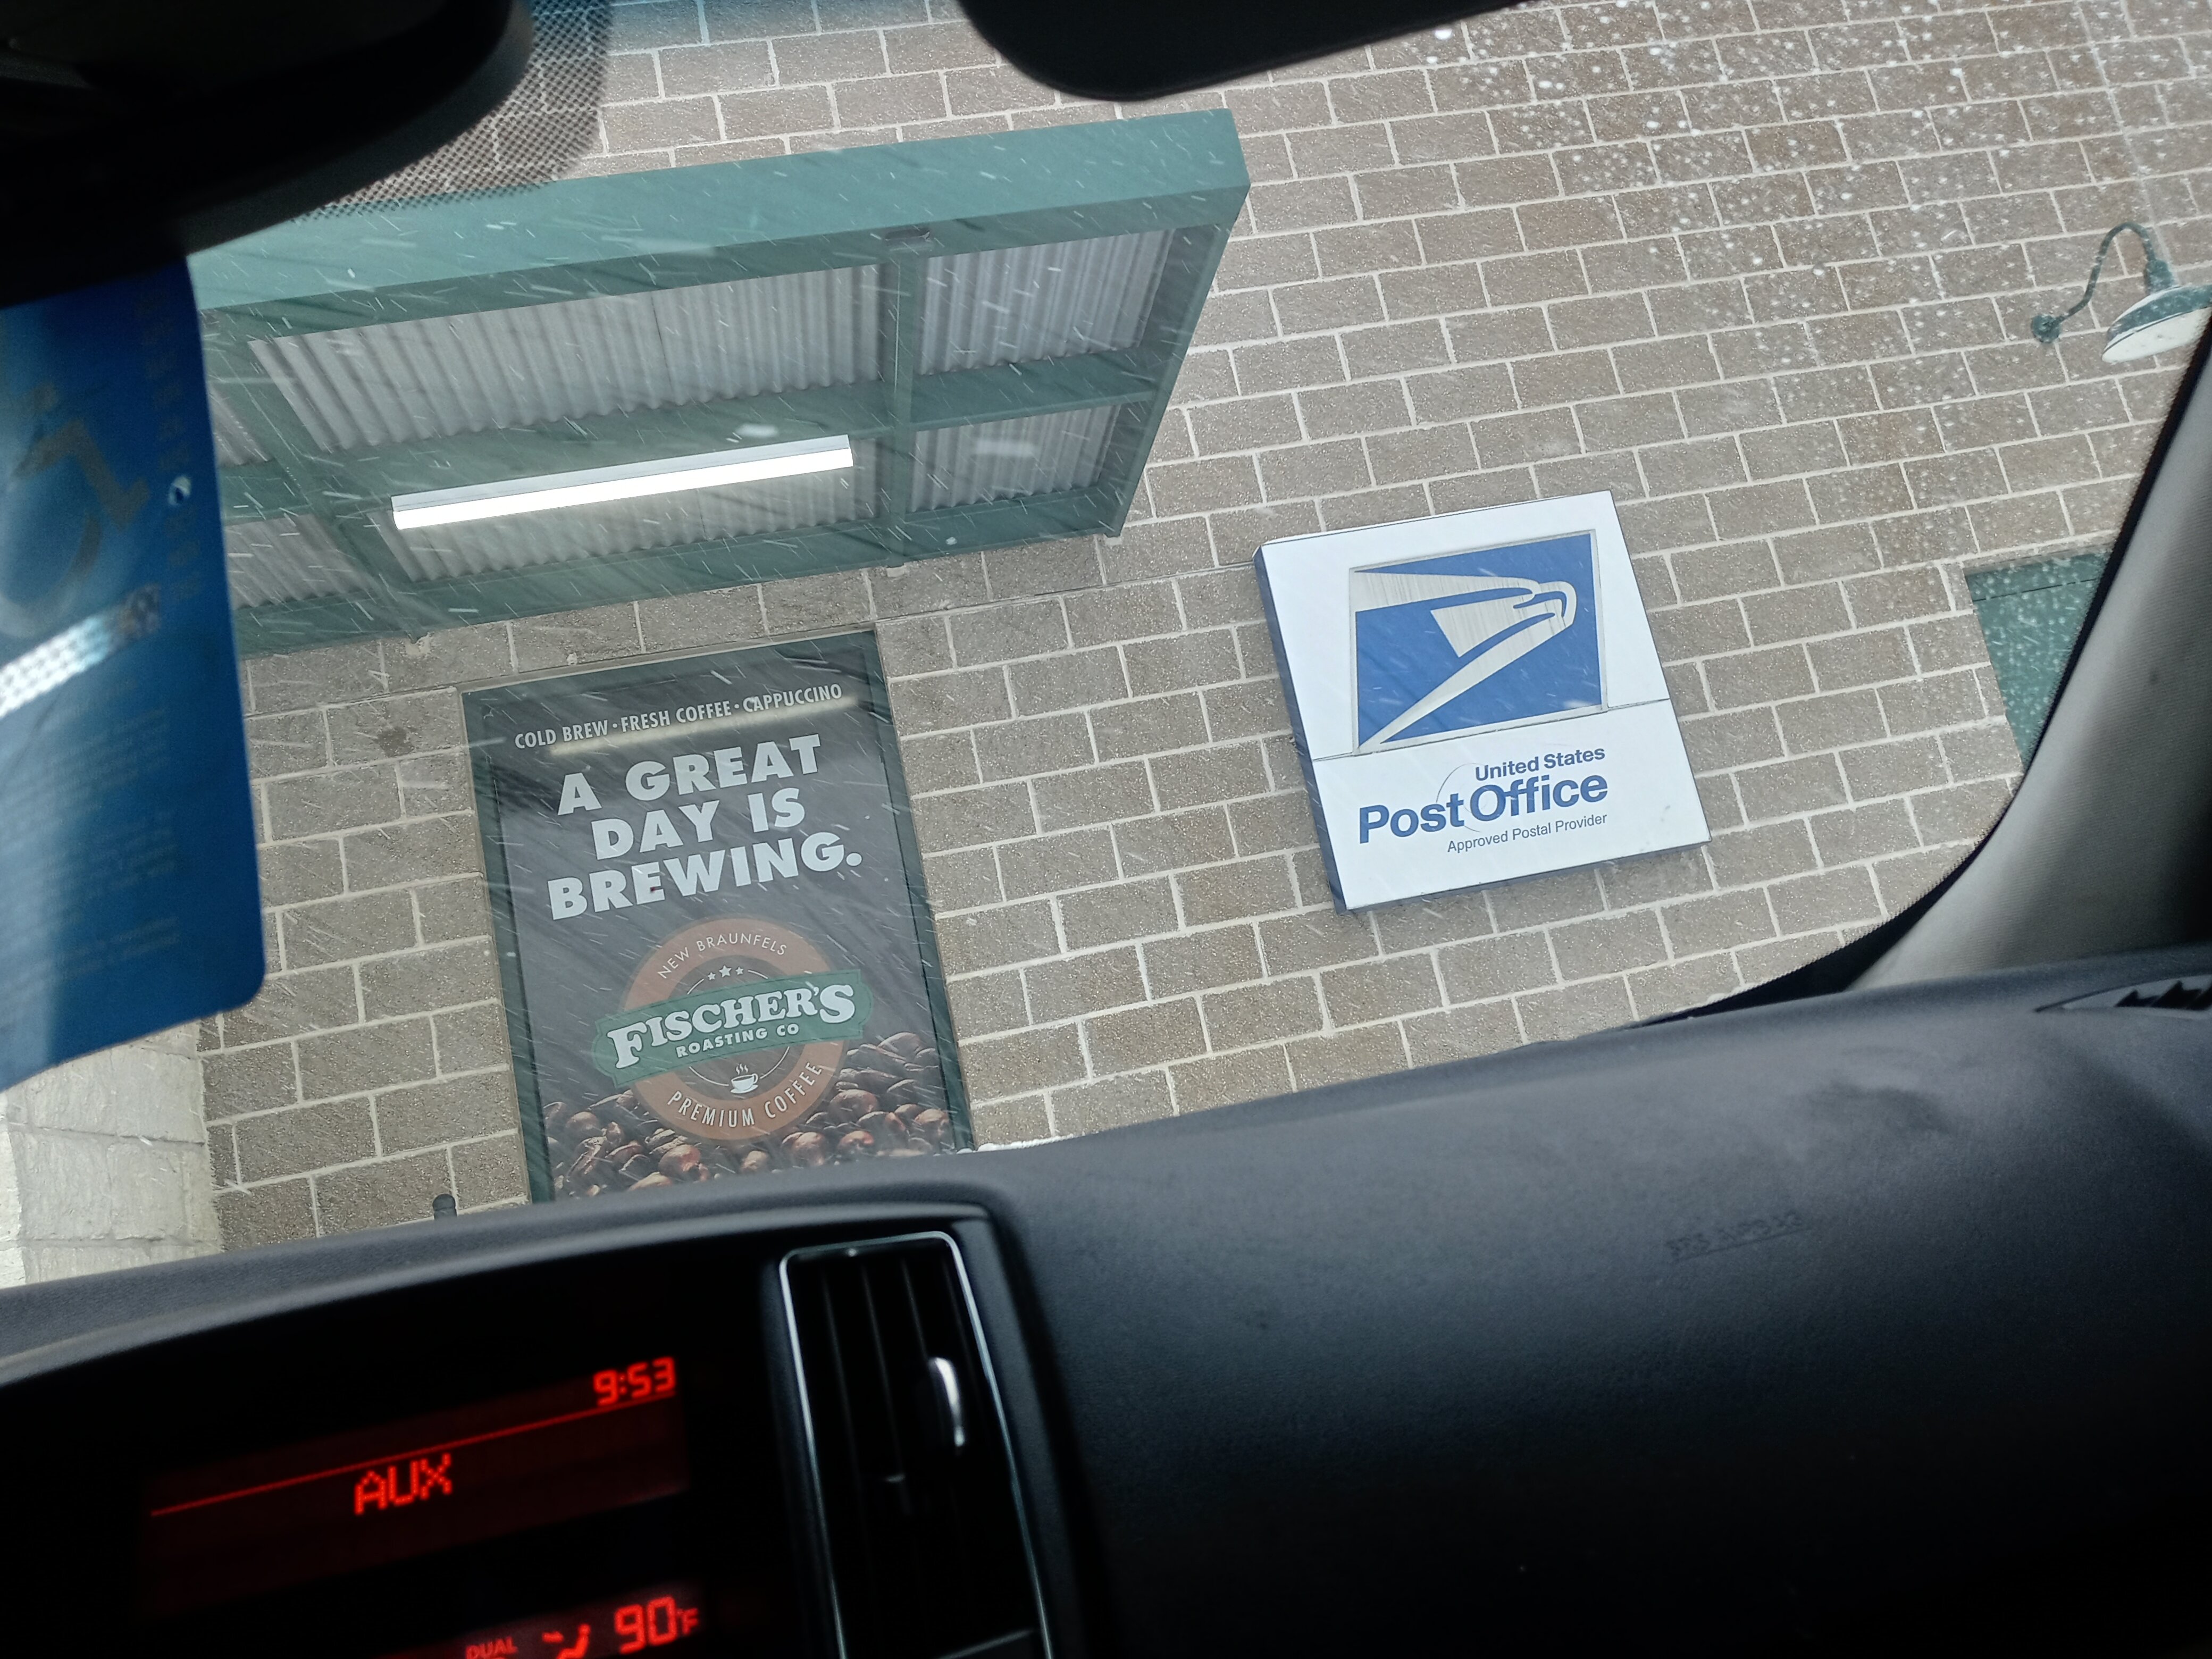 COLD BREW • FRESH COFFEE • CAPPUCCINO
A GREAT
DAY IS
BREWING.
NEW BRAUNFELS
FISCHER'S
ROASTING CO
PREMIUM COFFEE
United States
Post Office
Approved Postal Provider
9:53
AUX
DUAL
90°F